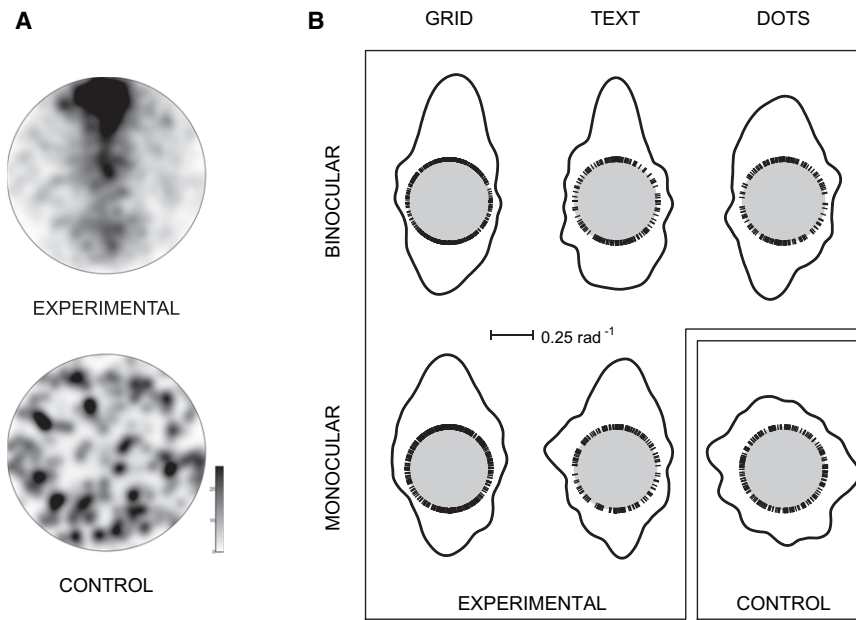 A
EXPERIMENTAL
CONTROL
B
GRID TEXT DOTS
BINOCULAR
0.25 rad⁻¹
MONOCULAR
EXPERIMENTAL
CONTROL